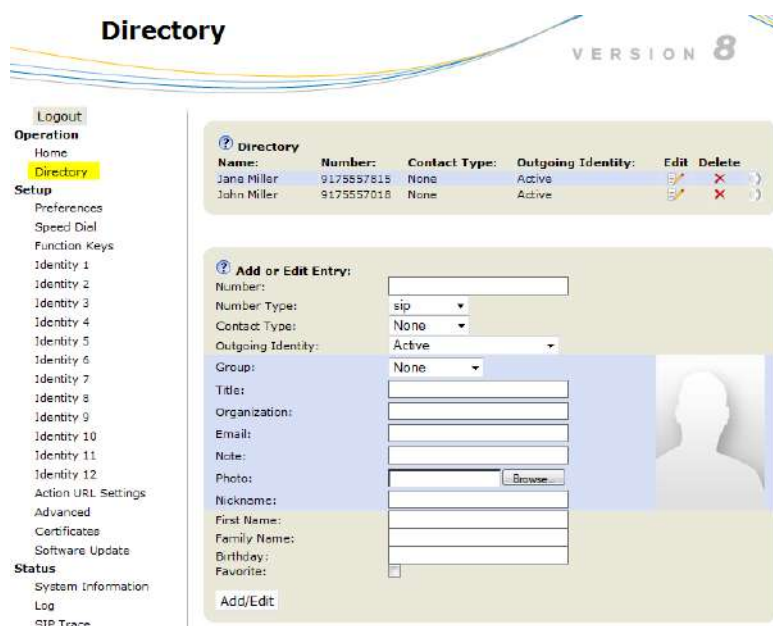 Directory
VERSION 8
Logout
Operation
Home
Directory
Setup
Preferences
Speed Dial
Function Keys
Identity 1
Identity 2
Identity 3
Identity 4
Identity 5
Identity 6
Identity 7
Identity 8
Identity 9
Identity 10
Identity 11
Identity 12
Action URL Settings
Advanced
Certificates
Software Update
Status
System Information
Log
SIP Trace
Directory
Name: Number: Contact Type: Outgoing Identity: Edit Delete
Jane Miller 9175557815 None Active
John Miller 9175557018 None Active
Add or Edit Entry:
Number:
Number Type: sip
Contact Type: None
Outgoing Identity: Active
Group: None
Title:
Organization:
Email:
Note:
Photo: Browse...
Nickname:
First Name:
Family Name:
Birthday:
Favorite:
Add/Edit